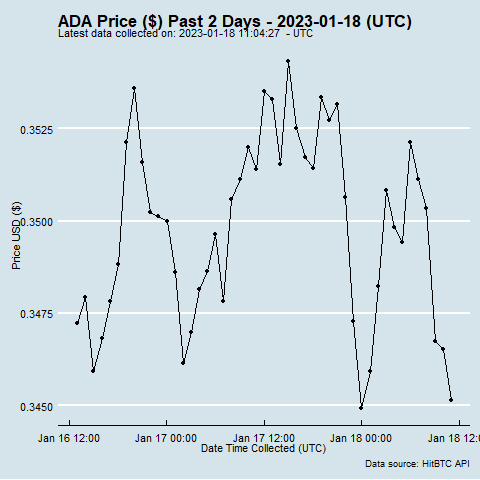 ADA Price ($) Past 2 Days - 2023-01-18 (UTC)
Latest data collected on: 2023-01-18 11:04:27 - UTC
Price USD ($)
0.3525
0.3500
0.3475
0.3450
Jan 16 12:00 Jan 17 00:00 Jan 17 12:00 Jan 18 00:00 Jan 18 12:
Date Time Collected (UTC)
Data source: HitBTC API